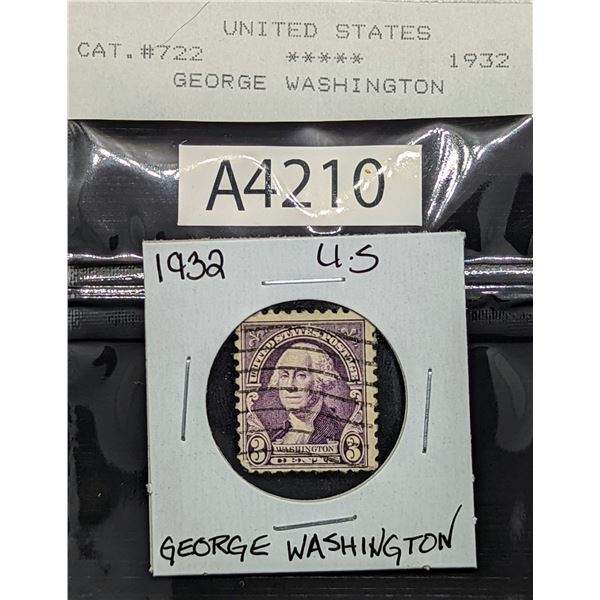 UNITED STATES
CAT.#722 ***** 1932
GEORGE WASHINGTON
A4210
1932 U.S
UNITED STATES POSTAGE
3 WASHINGTON 3
CENTS
GEORGE WASHINGTON